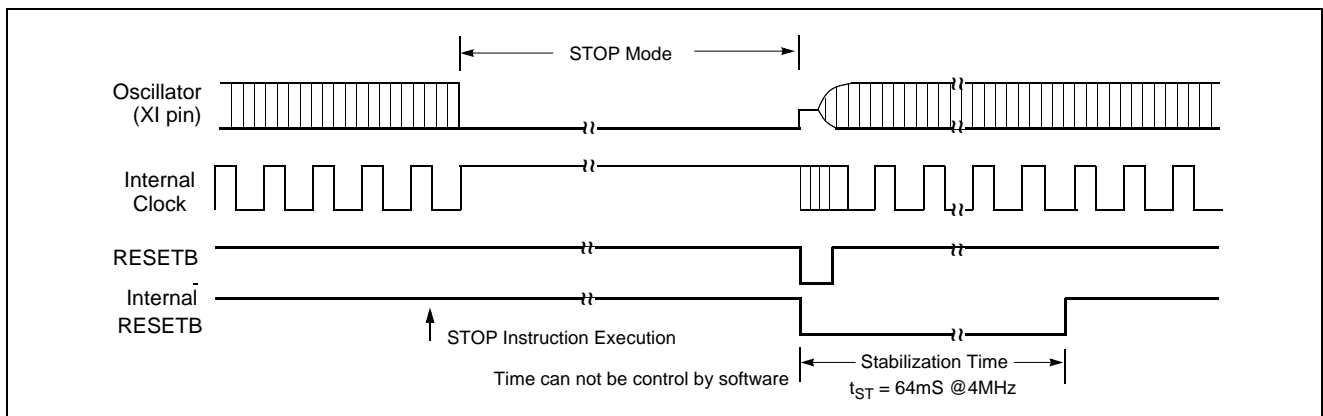 STOP Mode
Oscillator
(XI pin)
Internal
Clock
RESETB
Internal
RESETB
STOP Instruction Execution
Time can not be control by software
Stabilization Time
tST = 64mS @4MHz